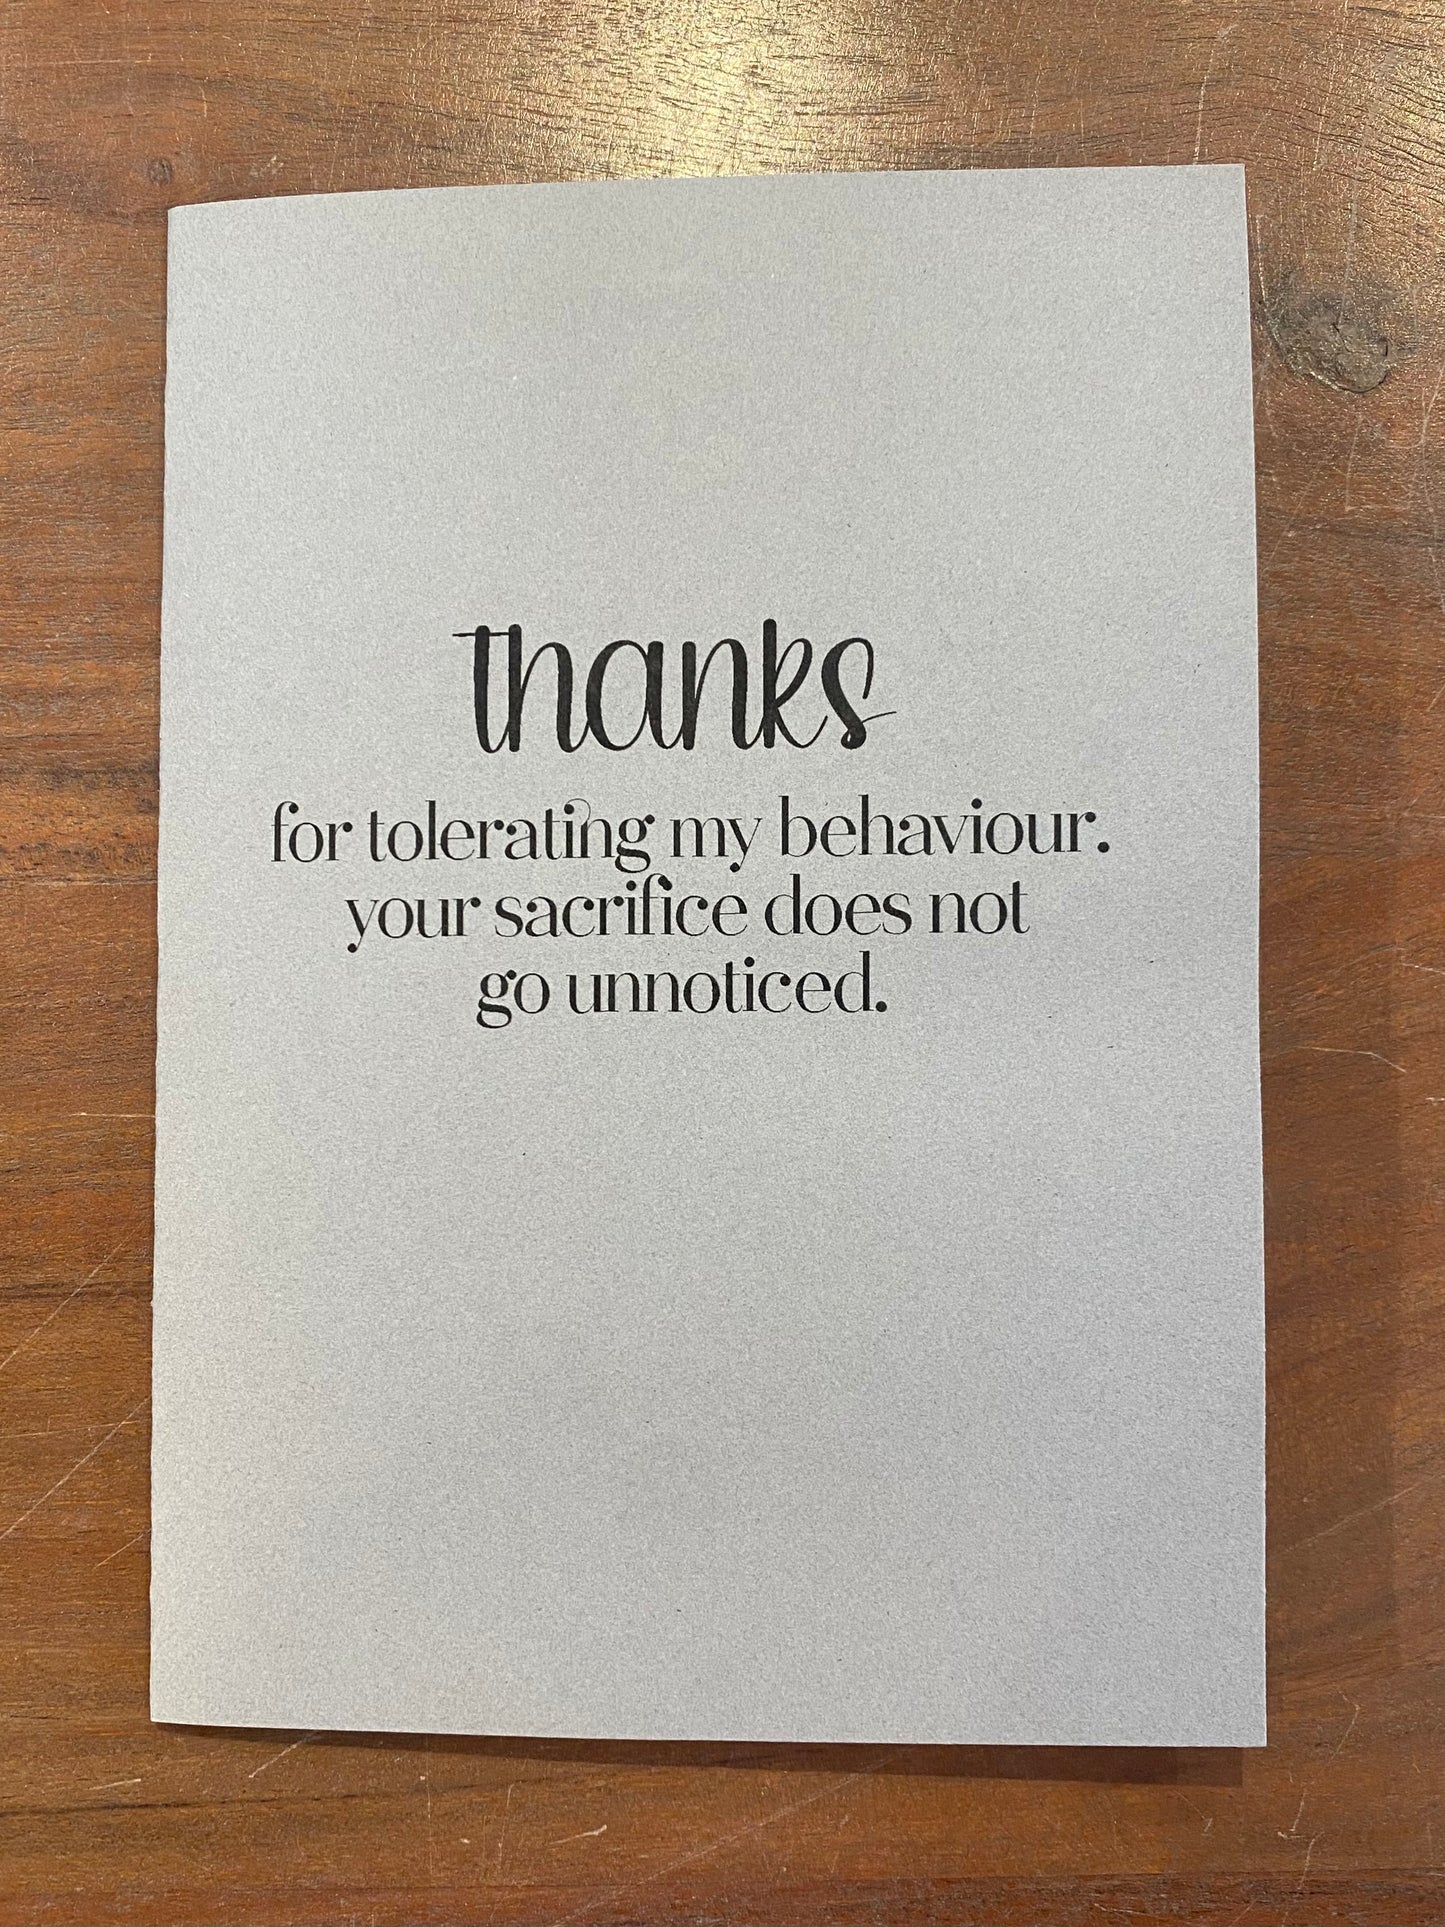 thanks
for tolerating my behaviour.
your sacrifice does not
go unnoticed.